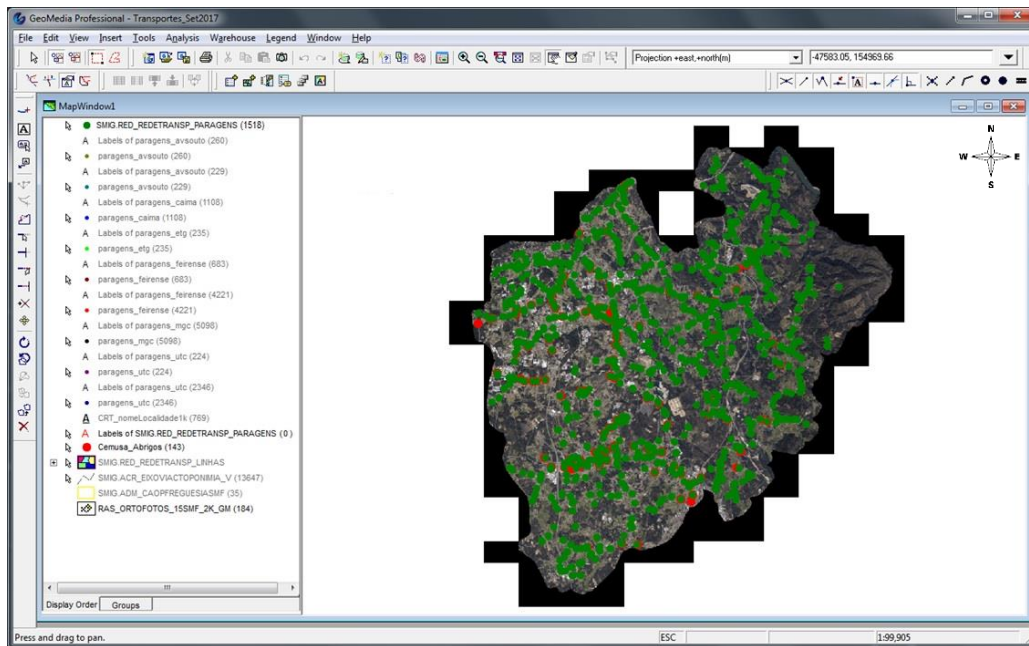 GeoMedia Professional - Transportes_Set2017
File Edit View Insert Tools Analysis Warehouse Legend Window Help
Projection +east,+north(m)
-47583.05, 154969.66
MapWindow1
SMIG.RED_REDETRANSP_PARAGENS (1518)
Labels of paragens_avsouto (260)
paragens_avsouto (260)
Labels of paragens_avsouto (229)
paragens_avsouto (229)
Labels of paragens_caima (1108)
paragens_caima (1108)
Labels of paragens_etg (235)
paragens_etg (235)
Labels of paragens_feirense (683)
paragens_feirense (683)
Labels of paragens_feirense (4221)
paragens_feirense (4221)
Labels of paragens_mgc (5098)
paragens_mgc (5098)
Labels of paragens_utc (224)
paragens_utc (224)
Labels of paragens_utc (2346)
paragens_utc (2346)
CRT_nomeLocalidade1k (769)
Labels of SMIG.RED_REDETRANSP_PARAGENS (0)
Cemusa_Abrigos (143)
SMIG.RED_REDETRANSP_LINHAS
SMIG.ACR_EIXOVIACTOPONIMIA_V (13647)
SMIG.ADM_CAOPFREGUESIASMF (35)
RAS_ORTOFOTOS_15SMF_2K_GM (184)
N
W E
S
Display Order Groups
Press and drag to pan.
ESC
1:99,905